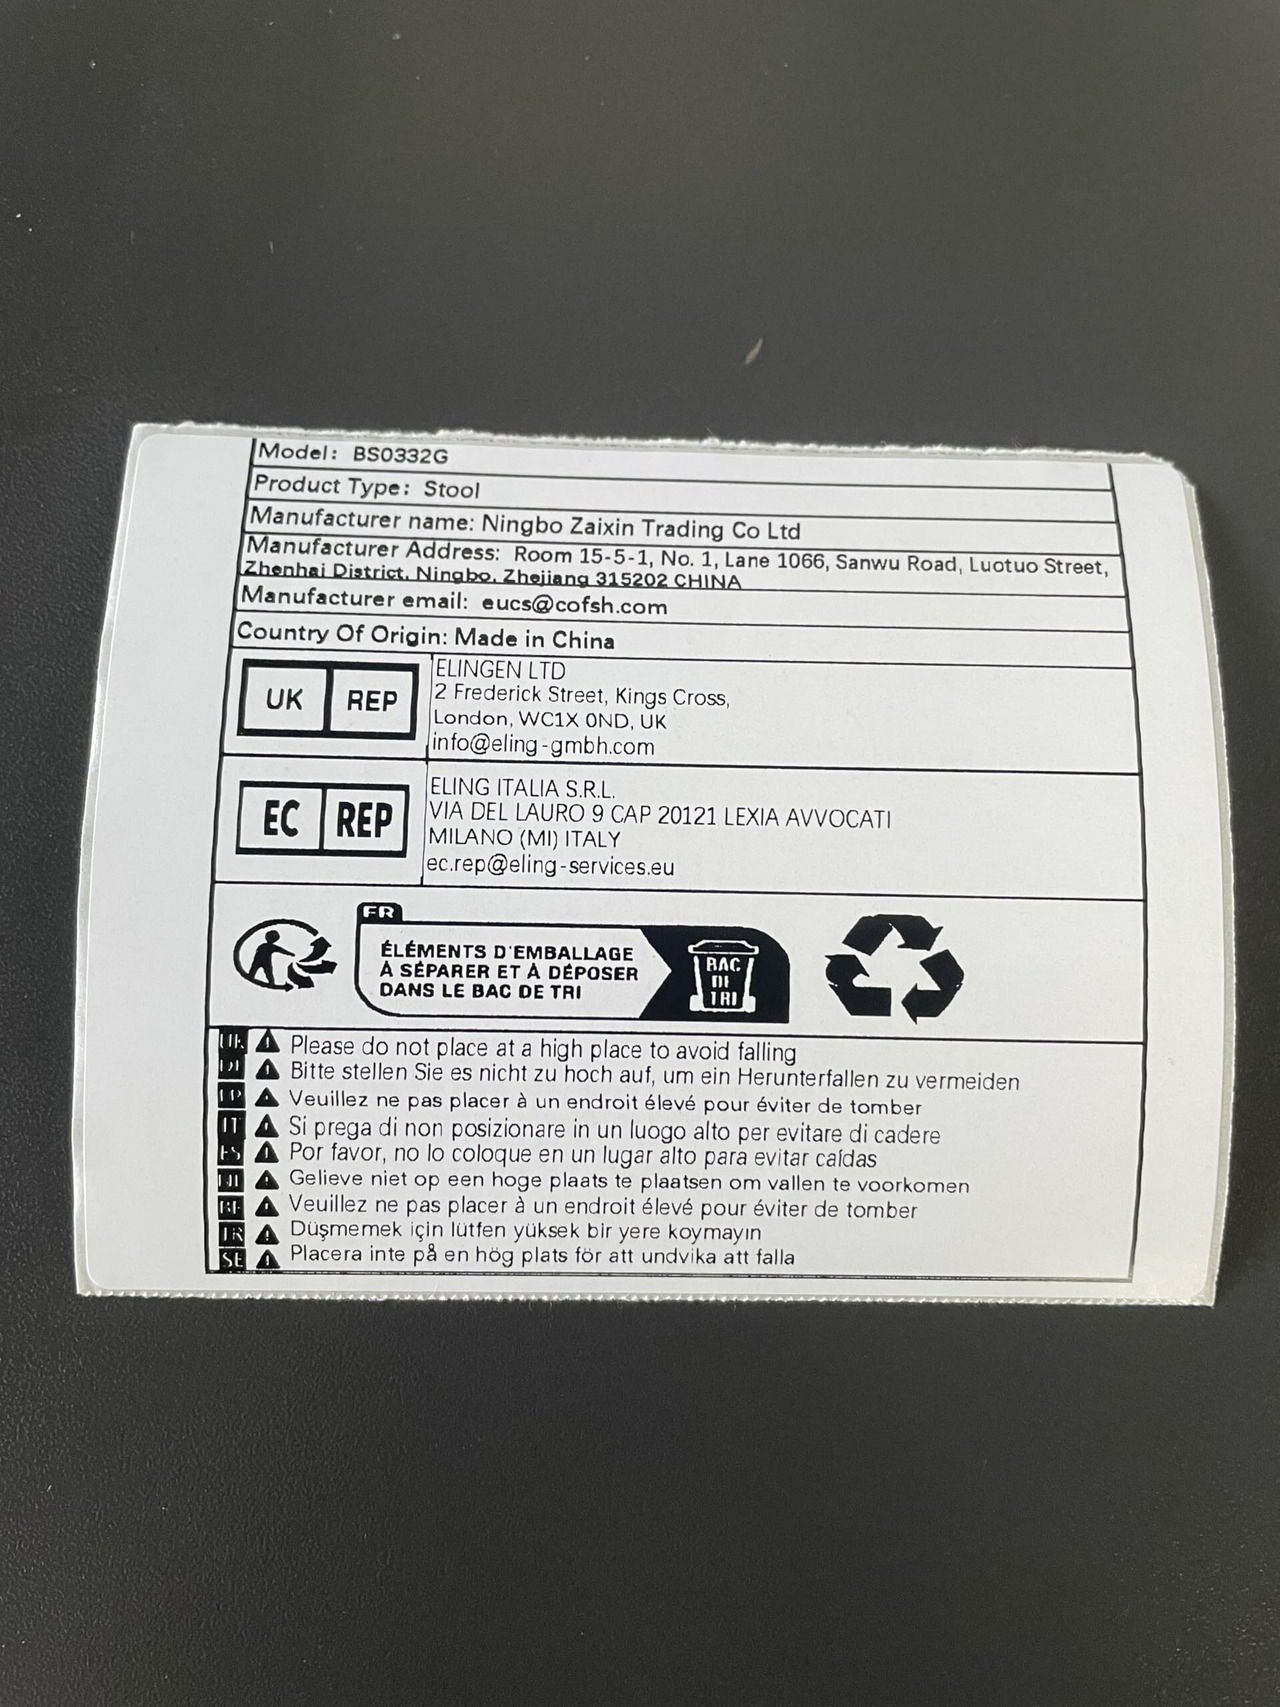 Model: BS0332G
Product Type: Stool
Manufacturer name: Ningbo Zaixin Trading Co Ltd
Manufacturer Address: Room 15-5-1, No. 1, Lane 1066, Sanwu Road, Luotuo Street,
Zhenhai District, Ningbo, Zhejiang 315202 CHINA
Manufacturer email: eucs@cofsh.com
Country Of Origin: Made in China
UK REP
ELINGEN LTD
2 Frederick Street, Kings Cross,
London, WC1X 0ND, UK
info@eling-gmbh.com
EC REP
ELING ITALIA S.R.L.
VIA DEL LAURO 9 CAP 20121 LEXIA AVVOCATI
MILANO (MI) ITALY
ec.rep@eling-services.eu
FR
ÉLÉMENTS D'EMBALLAGE
À SÉPARER ET À DÉPOSER
DANS LE BAC DE TRI
BAC
DE
TRI
UK Please do not place at a high place to avoid falling
Bitte stellen Sie es nicht zu hoch auf, um ein Herunterfallen zu vermeiden
Veuillez ne pas placer à un endroit élevé pour éviter de tomber
IT Si prega di non posizionare in un luogo alto per evitare di cadere
ES Por favor, no lo coloque en un lugar alto para evitar caídas
Gelieve niet op een hoge plaats te plaatsen om vallen te voorkomen
BE Veuillez ne pas placer à un endroit élevé pour éviter de tomber
TR Düşmemek için lütfen yüksek bir yere koymayın
SE Placera inte på en hög plats för att undvika att falla